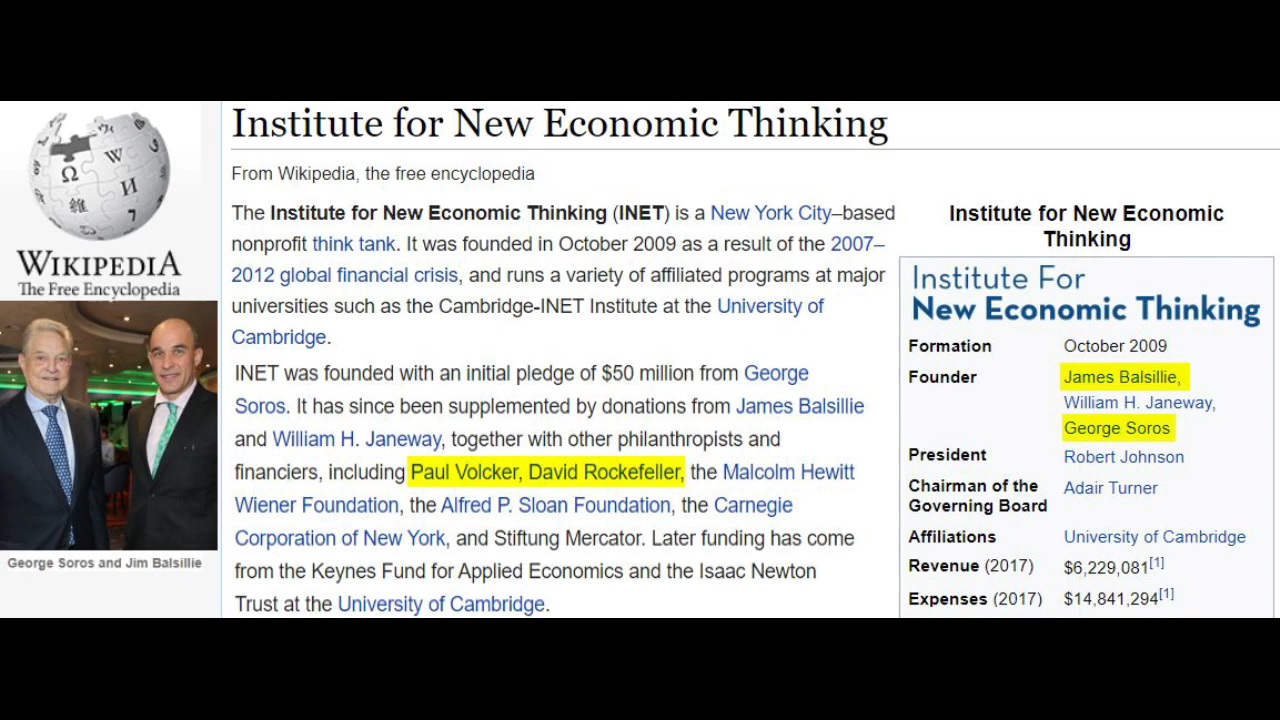 WIKIPEDIA
The Free Encyclopedia
George Soros and Jim Balsillie
Institute for New Economic Thinking
From Wikipedia, the free encyclopedia
The Institute for New Economic Thinking (INET) is a New York City–based
nonprofit think tank. It was founded in October 2009 as a result of the 2007–
2012 global financial crisis, and runs a variety of affiliated programs at major
universities such as the Cambridge-INET Institute at the University of
Cambridge.
INET was founded with an initial pledge of $50 million from George
Soros. It has since been supplemented by donations from James Balsillie
and William H. Janeway, together with other philanthropists and
financiers, including Paul Volcker, David Rockefeller, the Malcolm Hewitt
Wiener Foundation, the Alfred P. Sloan Foundation, the Carnegie
Corporation of New York, and Stiftung Mercator. Later funding has come
from the Keynes Fund for Applied Economics and the Isaac Newton
Trust at the University of Cambridge.
Institute for New Economic
Thinking
Institute For
New Economic Thinking
Formation October 2009
Founder James Balsillie,
William H. Janeway,
George Soros
President Robert Johnson
Chairman of the Adair Turner
Governing Board
Affiliations University of Cambridge
Revenue (2017) $6,229,081[1]
Expenses (2017) $14,841,294[1]